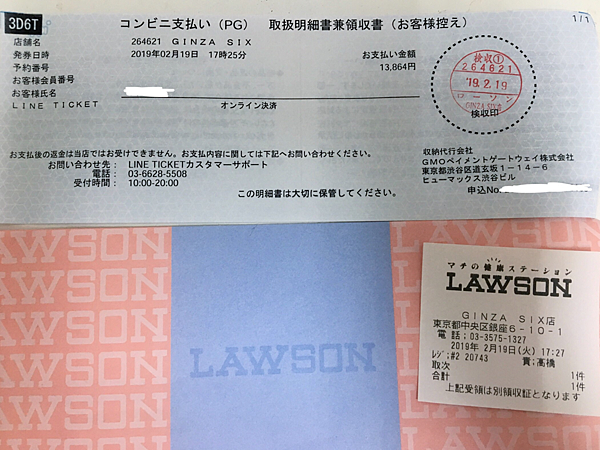 3D6T
コンビニ支払い(PG) 取扱明細書兼領収書(お客様控え)
1/1
店舗名 264621 GINZA SIX
発券日時 2019年02月19日 17時25分
お支払い金額
予約番号
13,864円
お客様会員番号
お客様氏名
LINE TICKET オンライン決済
検収①
264621
'19.2.19
ローソン
GINZA SIX店
検収印
お支払後の返金は当店ではお受けできません。お支払内容に関しては下記へお問い合わせください。
お問い合わせ先: LINE TICKETカスタマーサポート
電話: 03-6628-5508
受付時間: 10:00-20:00
この明細書は大切に保管してください。
収納代行会社
GMOペイメントゲートウェイ株式会社
東京都渋谷区道玄坂1-14-6
ヒューマックス渋谷ビル
申込No.
LAWSON
LAWSON
LAWSON
LAWSON
LAWSON
LAWSON
LAWSON
LAWSON
マチの健康ステーション
LAWSON
GINZA SIX店
東京都中央区銀座6-10-1
電話:03-3575-1327
2019年 2月19日(火) 17:27
レジ:#2 20743 責:高橋
取次 1件
合計 1件
上記受領は別領収証となります